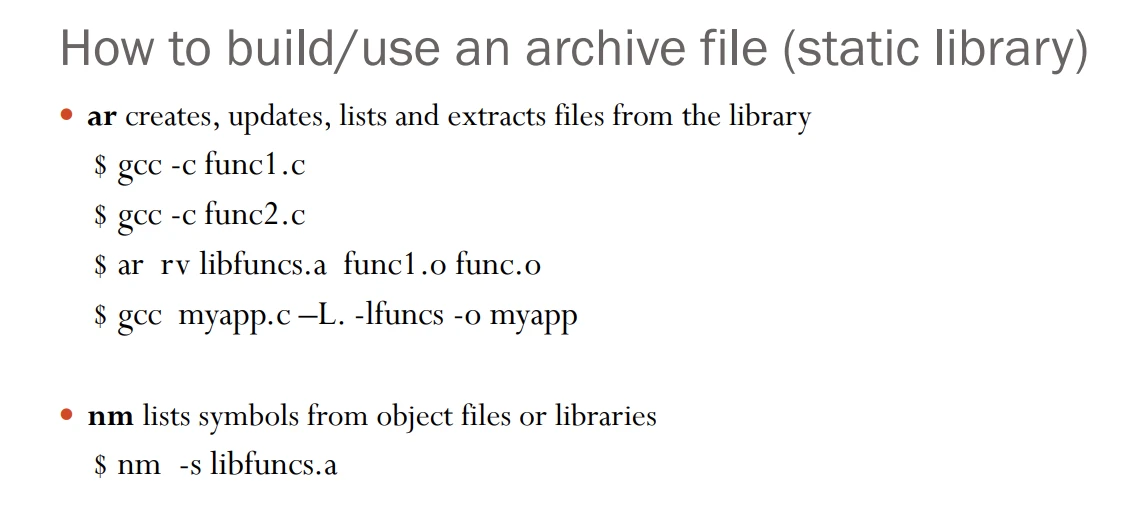 How to build/use an archive file (static library)
• ar creates, updates, lists and extracts files from the library
$ gcc -c func1.c
$ gcc -c func2.c
$ ar rv libfuncs.a func1.o func.o
$ gcc myapp.c –L. -lfuncs -o myapp
• nm lists symbols from object files or libraries
$ nm -s libfuncs.a